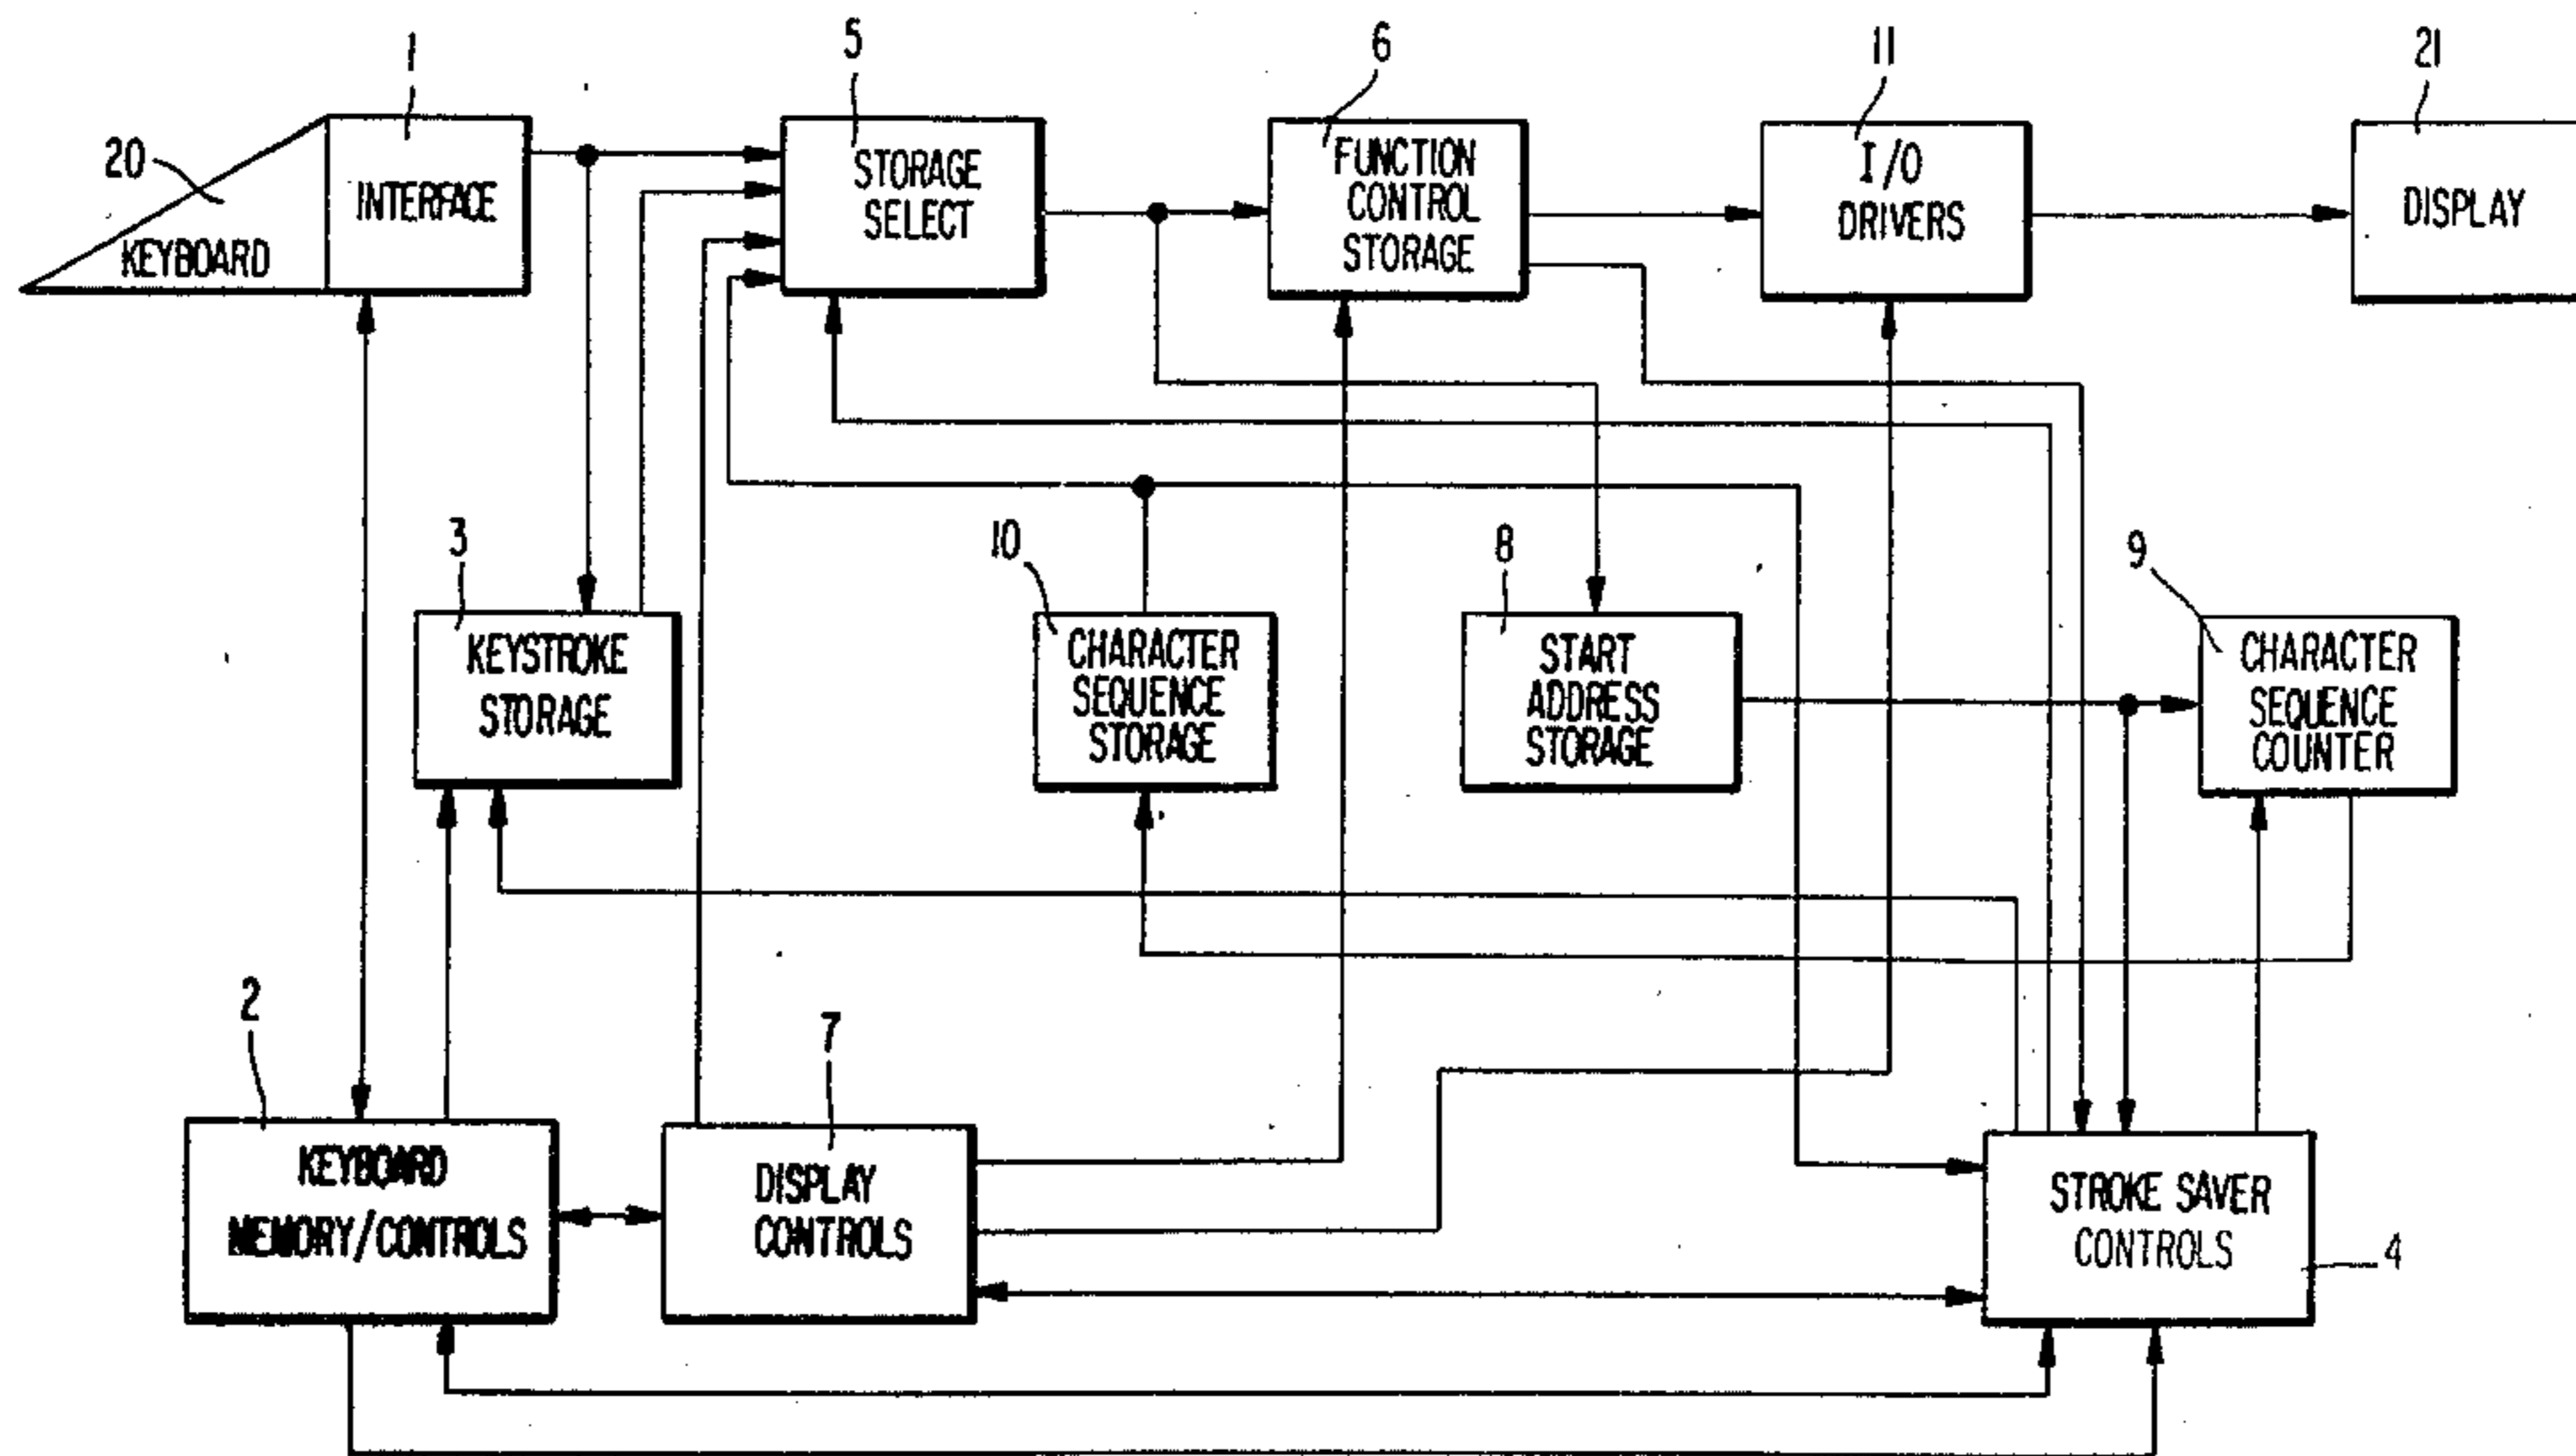 1
5
6
11
21
20
KEYBOARD
INTERFACE
STORAGE
SELECT
FUNCTION
CONTROL
STORAGE
I/O
DRIVERS
DISPLAY
3
KEYSTROKE
STORAGE
10
CHARACTER
SEQUENCE
STORAGE
8
START
ADDRESS
STORAGE
9
CHARACTER
SEQUENCE
COUNTER
2
KEYBOARD
MEMORY/CONTROLS
7
DISPLAY
CONTROLS
STROKE SAVER
CONTROLS
4